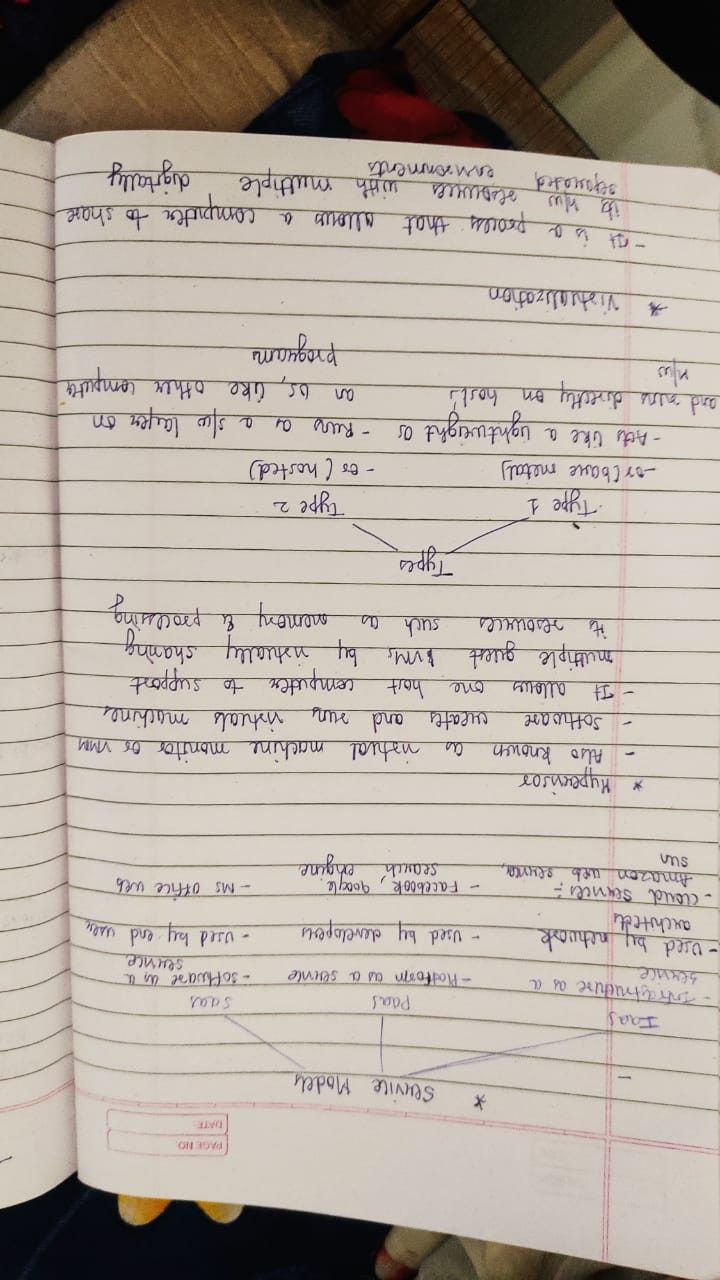 PAGE NO.
DATE:
* Service Models
Iaas
- Infrastructure as a
service
- Used by network
architects
- Cloud services:-
Amazon web service,
sun
Paas
- Platform as a service
- Used by developers
- Facebook, google
search engine
Saas
- Software as a
service
- Used by end user
- MS Office web
* Hypervisor
- Also known as virtual machine monitor or VMM
- Software creates and runs virtuals machines
- It allows one host computer to support
multiple guest VMs by virtually sharing
its resources such as memory & processing
Types
Type 1
- or (bare metal)
- Acts like a lightweight OS
and runs directly on host's
h/w
Type 2
- or (hosted)
- Runs as a s/w layer on
an OS, like other computer
programs
* Virtualization
- It is a process that allows a computer to share
its h/w resources with multiple digitally
separated environments